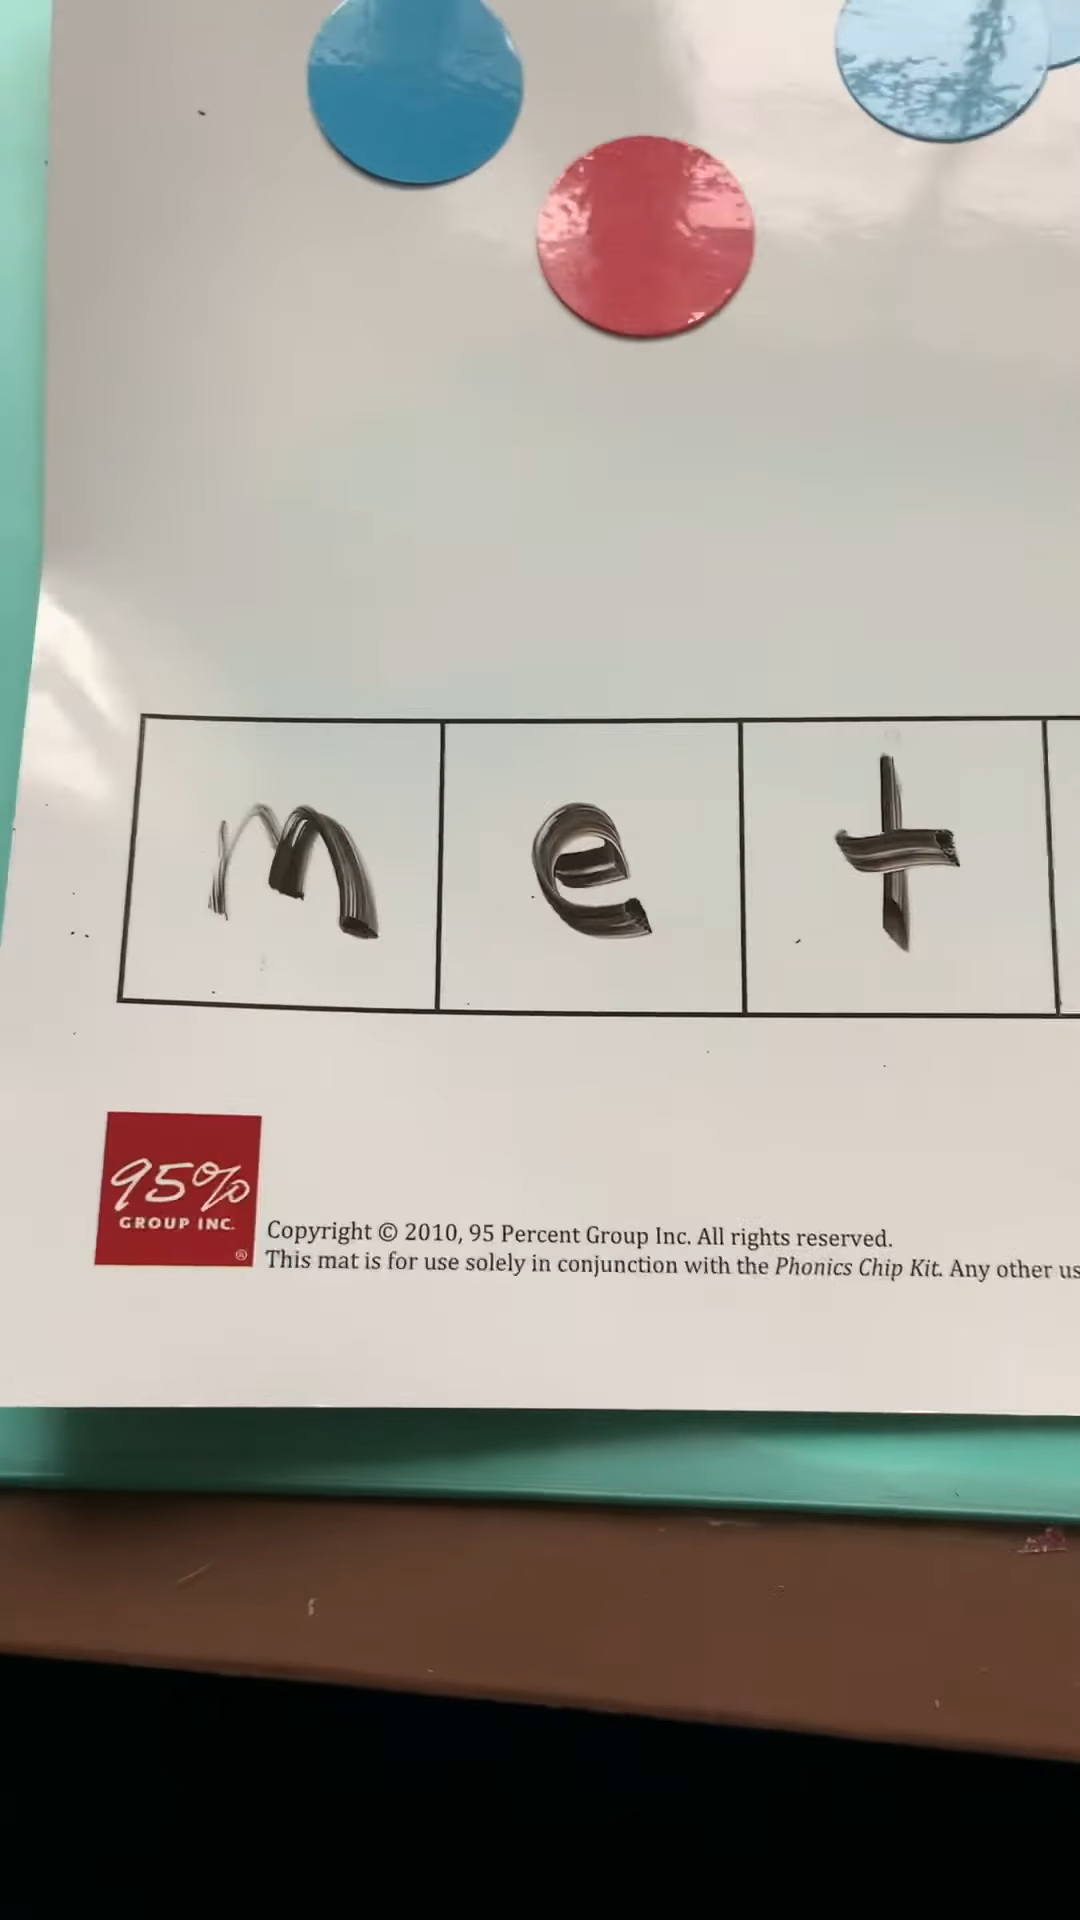 m e t
95%
GROUP INC.
®
Copyright © 2010, 95 Percent Group Inc. All rights reserved.
This mat is for use solely in conjunction with the Phonics Chip Kit. Any other us